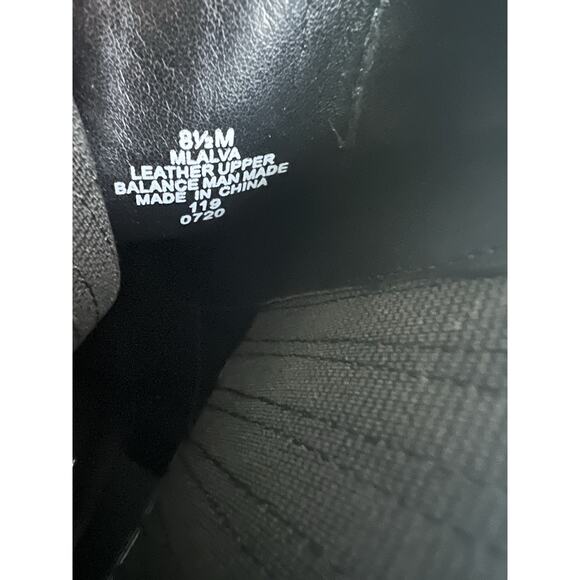 8½M
MLALVA
LEATHER UPPER
BALANCE MAN MADE
MADE IN CHINA
119
0720